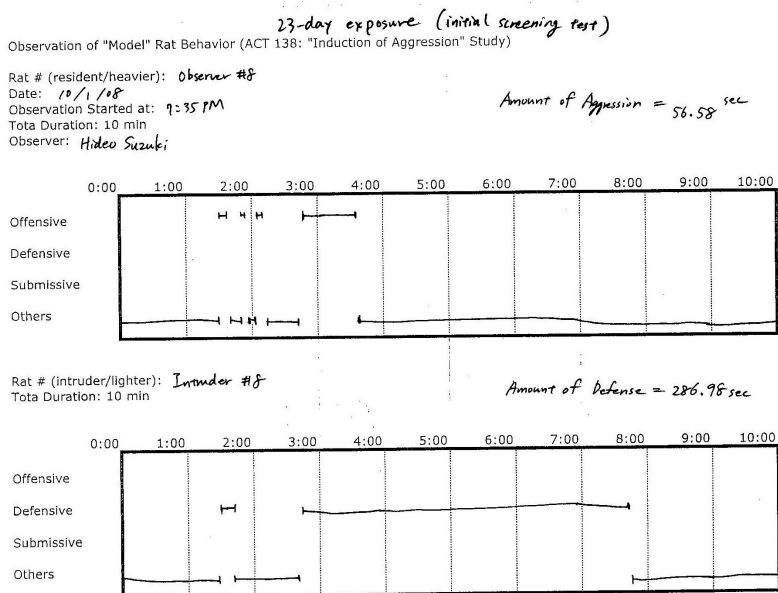 23-day exposure (initial screening test)
Observation of "Model" Rat Behavior (ACT 138: "Induction of Aggression" Study)
Rat # (resident/heavier): Observer #8
Date: 10/1/08
Observation Started at: 7:35 PM
Tota Duration: 10 min
Observer: Hideo Suzuki
Amount of Aggression = 56.58 sec
0:00 1:00 2:00 3:00 4:00 5:00 6:00 7:00 8:00 9:00 10:00
Offensive
Defensive
Submissive
Others
Rat # (intruder/lighter): Intruder #8
Tota Duration: 10 min
Amount of Defense = 286.98 sec
0:00 1:00 2:00 3:00 4:00 5:00 6:00 7:00 8:00 9:00 10:00
Offensive
Defensive
Submissive
Others